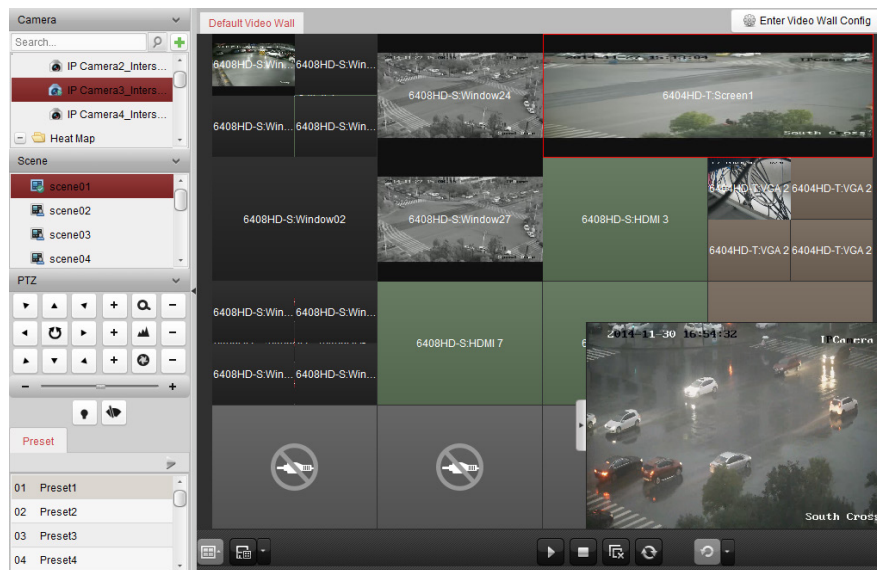 Camera
Search...
IP Camera2_Inters...
IP Camera3_Inters...
IP Camera4_Inters...
Heat Map
Scene
scene01
scene02
scene03
scene04
PTZ
Preset
01 Preset1
02 Preset2
03 Preset3
04 Preset4
Default Video Wall
Enter Video Wall Config
6408HD-S:Win... 6408HD-S:Win...
6408HD-S:Window24
6404HD-T:Screen1
South Cross
6408HD-S:Win... 6408HD-S:Win...
6408HD-S:Window02
6408HD-S:Window27
6408HD-S:HDMI 3
6404HD-T:VGA 2 6404HD-T:VGA 2
6404HD-T:VGA 2 6404HD-T:VGA 2
6408HD-S:Win... 6408HD-S:Win...
6408HD-S:HDMI 7
6408HD-S:Win... 6408HD-S:Win...
2014-11-30 16:54:32
IPCamera
South Cros